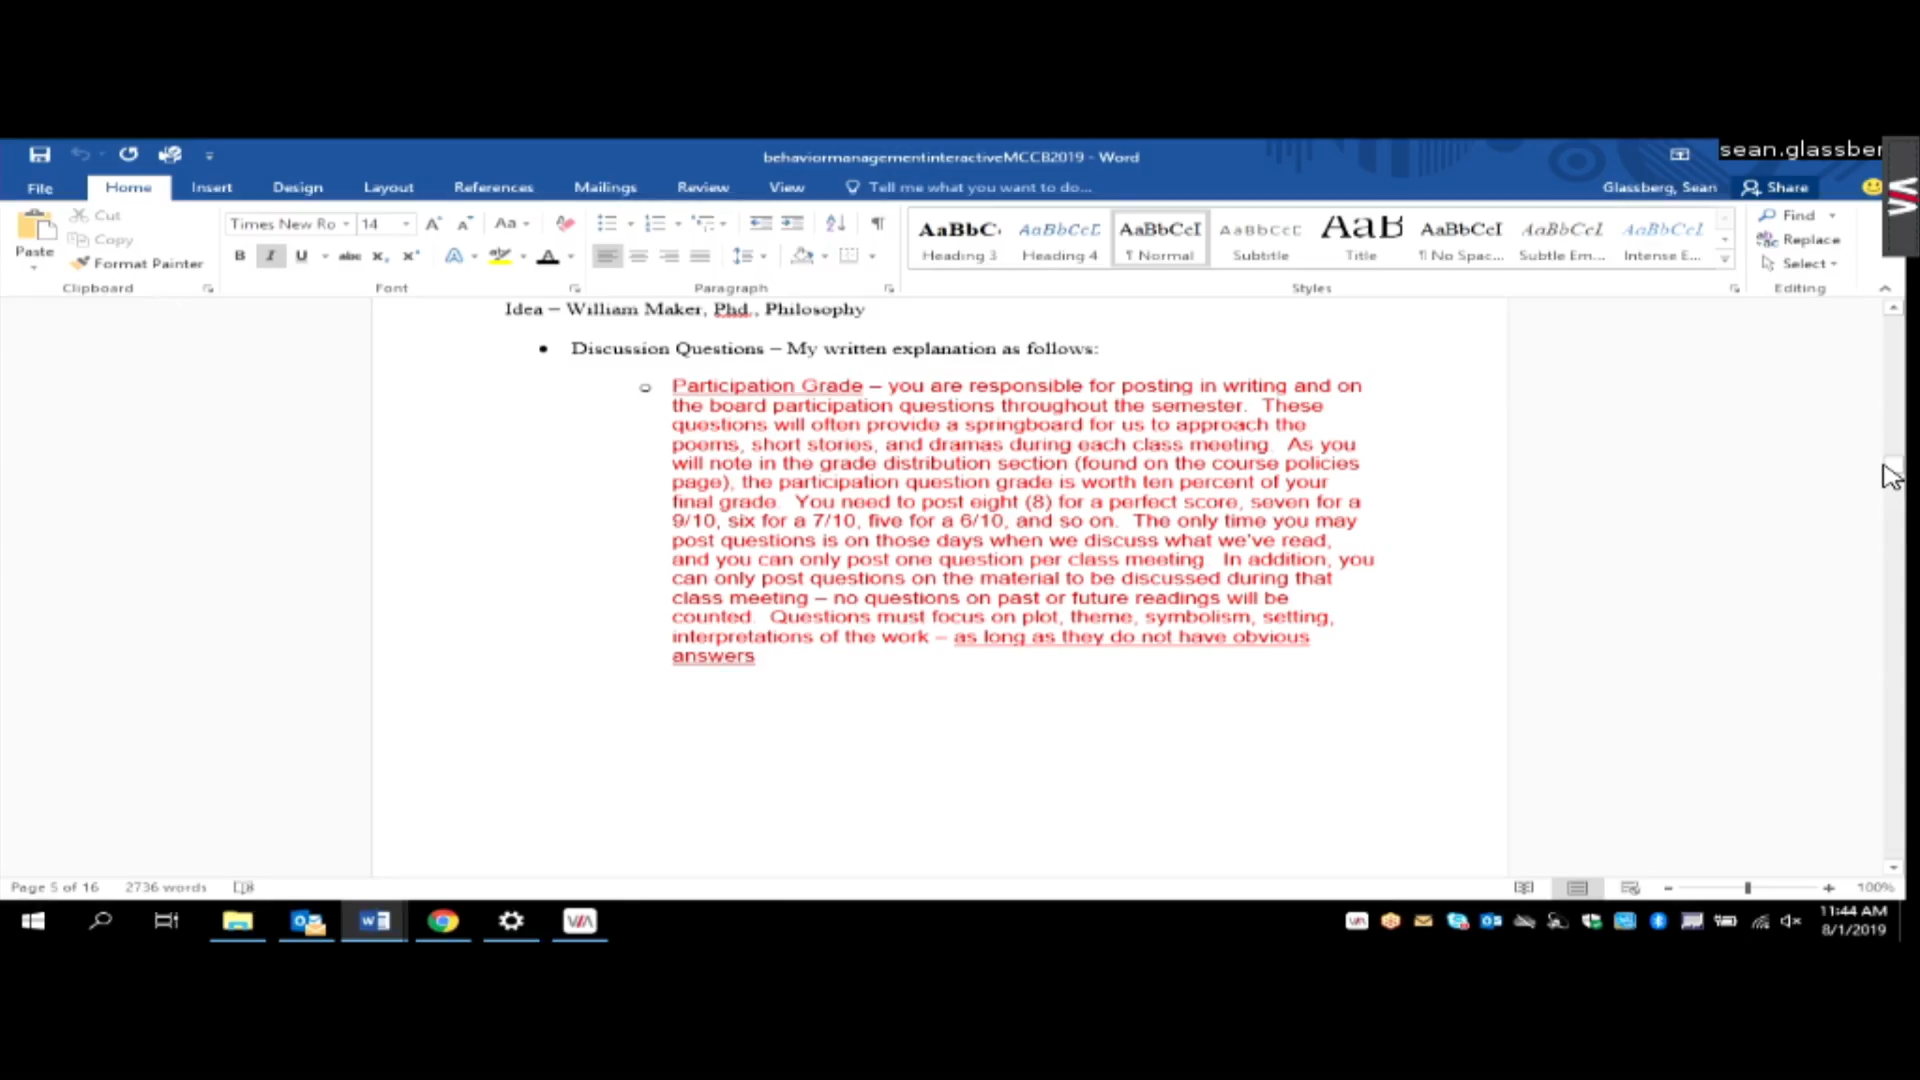 behaviormanagementinteractiveMCCB2019 - Word
sean.glassber
File Home Insert Design Layout References Mailings Review View Tell me what you want to do... Glassberg, Sean Share
Cut
Copy
Paste
Format Painter
Times New Ro 14
AaBbC AaBbCcD AaBbCcI AaBbCcC AaB AaBbCcI AaBbCcI AaBbCcI
Heading 3 Heading 4 ¶ Normal Subtitle Title ¶ No Spac... Subtle Em... Intense E...
Find
Replace
Select
Clipboard Font Paragraph Styles Editing
Idea – William Maker, Phd., Philosophy
• Discussion Questions – My written explanation as follows:
o Participation Grade – you are responsible for posting in writing and on
the board participation questions throughout the semester. These
questions will often provide a springboard for us to approach the
poems, short stories, and dramas during each class meeting. As you
will note in the grade distribution section (found on the course policies
page), the participation question grade is worth ten percent of your
final grade. You need to post eight (8) for a perfect score, seven for a
9/10, six for a 7/10, five for a 6/10, and so on. The only time you may
post questions is on those days when we discuss what we've read,
and you can only post one question per class meeting. In addition, you
can only post questions on the material to be discussed during that
class meeting – no questions on past or future readings will be
counted. Questions must focus on plot, theme, symbolism, setting,
interpretations of the work – as long as they do not have obvious
answers
Page 5 of 16 2736 words 100%
11:44 AM
8/1/2019